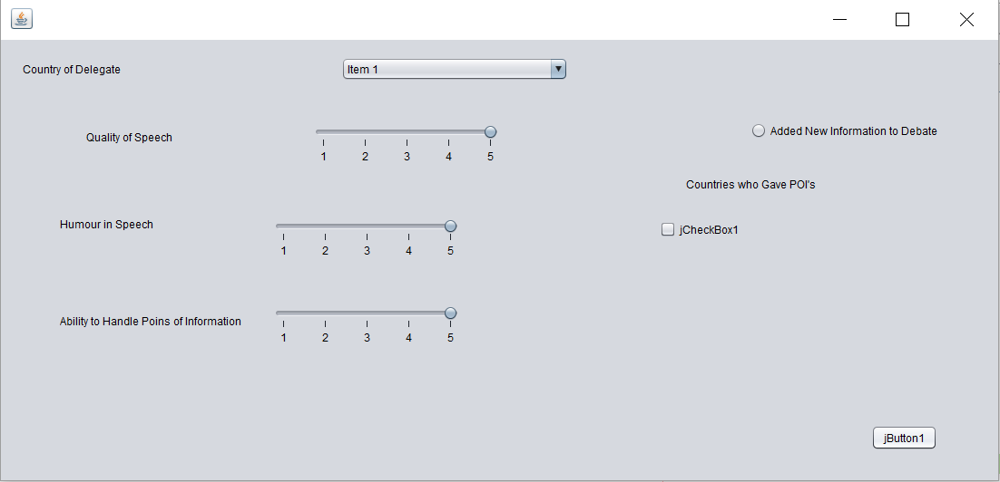 Country of Delegate Item 1
Quality of Speech
1 2 3 4 5
Added New Information to Debate
Countries who Gave POI's
Humour in Speech
1 2 3 4 5
jCheckBox1
Ability to Handle Poins of Information
1 2 3 4 5
jButton1